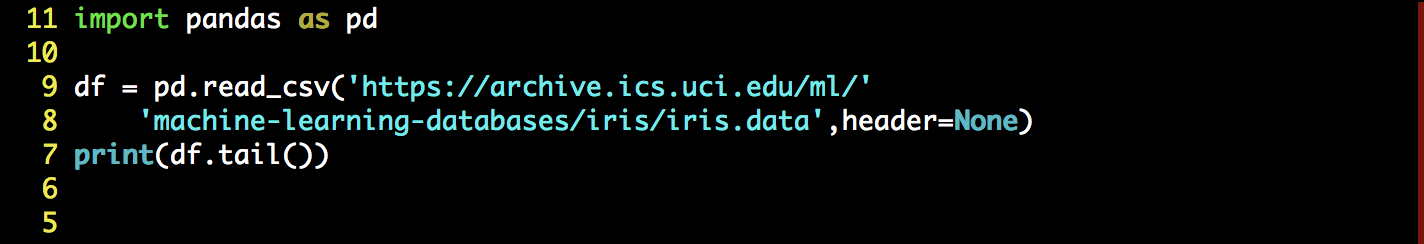 11 import pandas as pd
10
9 df = pd.read_csv('https://archive.ics.uci.edu/ml/'
8     'machine-learning-databases/iris/iris.data',header=None)
7 print(df.tail())
6
5